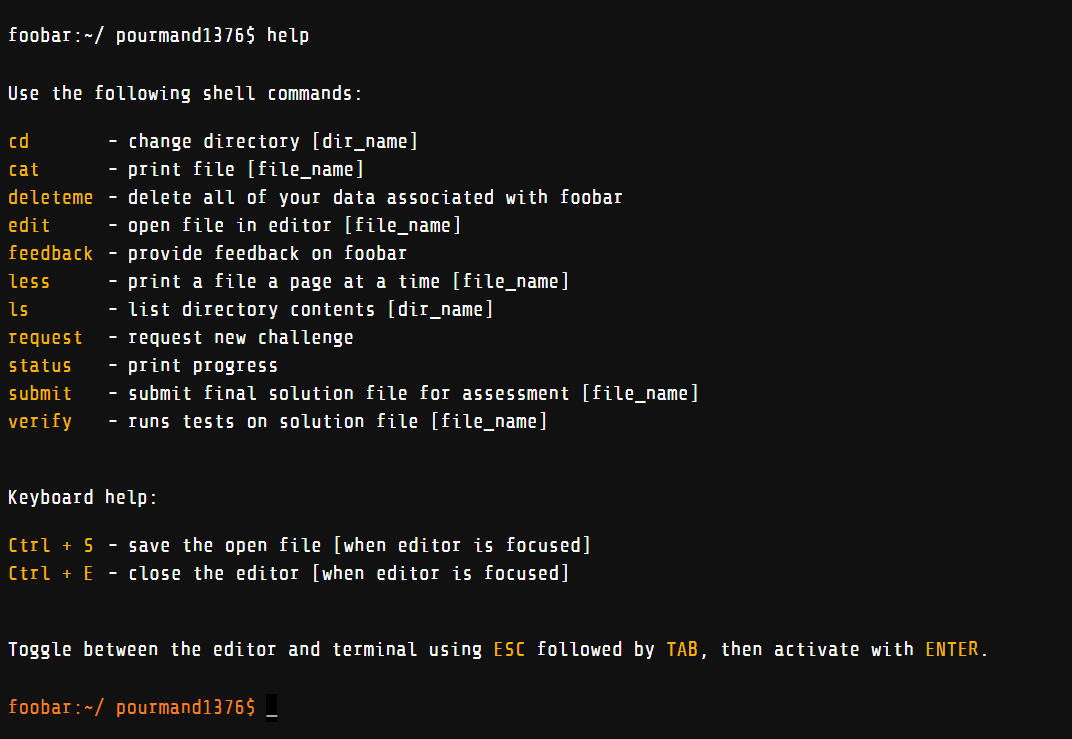 foobar:~/ pourmand1376$ help
Use the following shell commands:
cd - change directory [dir_name]
cat - print file [file_name]
deleteme - delete all of your data associated with foobar
edit - open file in editor [file_name]
feedback - provide feedback on foobar
less - print a file a page at a time [file_name]
ls - list directory contents [dir_name]
request - request new challenge
status - print progress
submit - submit final solution file for assessment [file_name]
verify - runs tests on solution file [file_name]
Keyboard help:
Ctrl + S - save the open file [when editor is focused]
Ctrl + E - close the editor [when editor is focused]
Toggle between the editor and terminal using ESC followed by TAB, then activate with ENTER.
foobar:~/ pourmand1376$ _